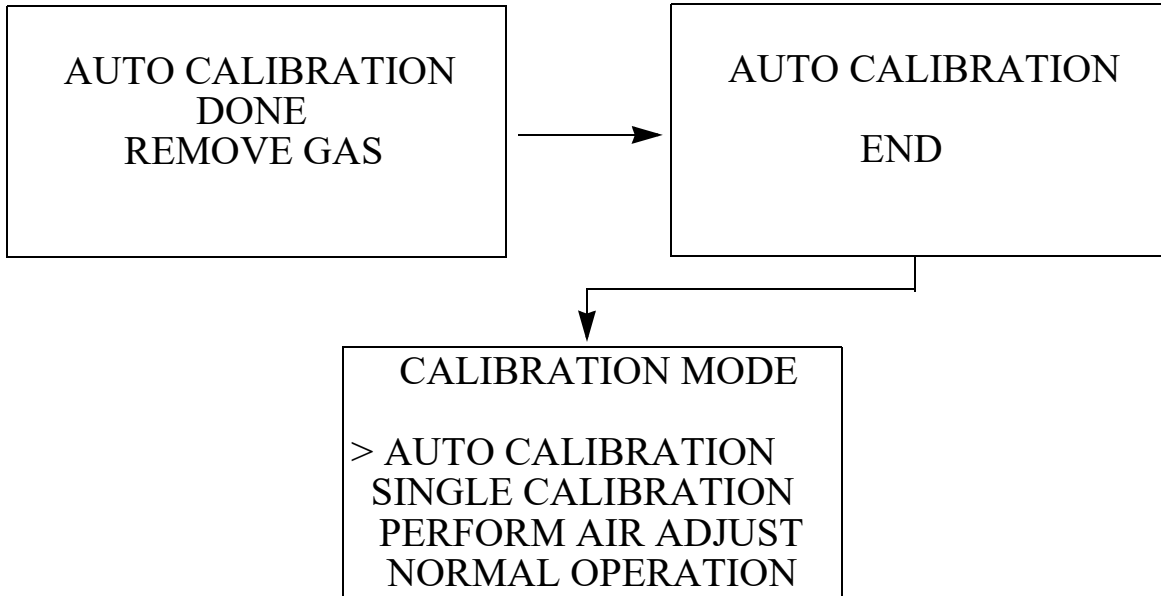 AUTO CALIBRATION
DONE
REMOVE GAS
AUTO CALIBRATION
END
CALIBRATION MODE
> AUTO CALIBRATION
SINGLE CALIBRATION
PERFORM AIR ADJUST
NORMAL OPERATION